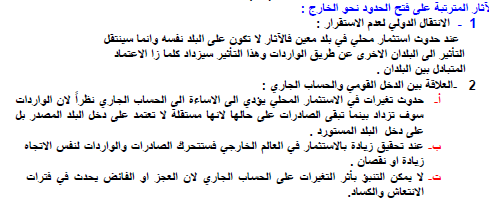 آثار المترتبة على فتح الحدود نحو الخارج :
1 - الانتقال الدولي لعدم الاستقرار :
عند حدوث استثمار محلي في بلد معين فالآثار لا تكون على البلد نفسه وانما سينتقل
التأثير الى البلدان الاخرى عن طريق الواردات وهذا التأثير سيزداد كلما زا الاعتماد
المتبادل بين البلدان .
2 -العلاقة بين الدخل القومي والحساب الجاري :
أ- حدوث تغيرات في الاستثمار المحلي يؤدي الى الاساءة الى الحساب الجاري نظراً لان الواردات
سوف تزداد بينما تبقى الصادرات على حالها لانها مستقلة لا تعتمد على دخل البلد المصدر بل
على دخل البلد المستورد .
ب- عند تحقيق زيادة بالاستثمار في العالم الخارجي فستتحرك الصادرات والواردات لنفس الاتجاه
زيادة او نقصان .
ت- لا يمكن التنبؤ بأثر التغيرات على الحساب الجاري لان العجز او الفائض يحدث في فترات
الانتعاش والكساد.